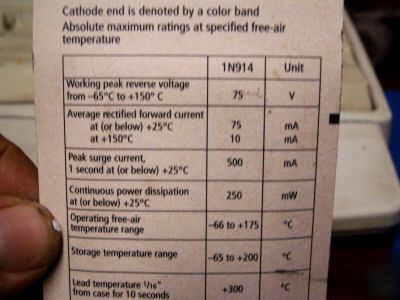 Cathode end is denoted by a color band
Absolute maximum ratings at specified free-air
temperature
1N914 Unit
Working peak reverse voltage
from –65°C to +150° C 75 V
Average rectified forward current
at (or below) +25°C 75 mA
at +150°C 10 mA
Peak surge current,
1 second at (or below) +25°C 500 mA
Continuous power dissipation
at (or below) +25°C 250 mW
Operating free-air
temperature range –66 to +175 °C
Storage temperature range –65 to +200 °C
Lead temperature 1/16"
from case for 10 seconds +300 °C